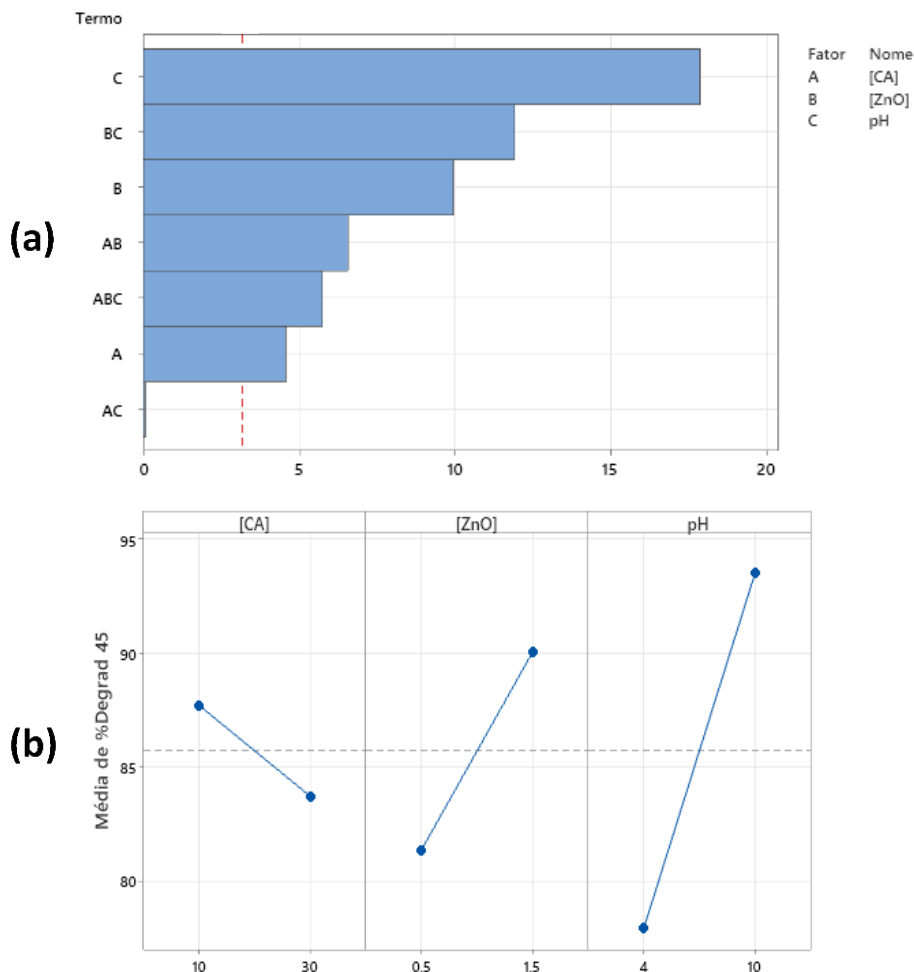 Termo
Fator Nome
A [CA]
B [ZnO]
C pH
C
BC
B
(a)
AB
ABC
A
AC
0 5 10 15 20
[CA] [ZnO] pH
95
90
85
80
Média de %Degrad 45
(b)
10 30 0.5 1.5 4 10